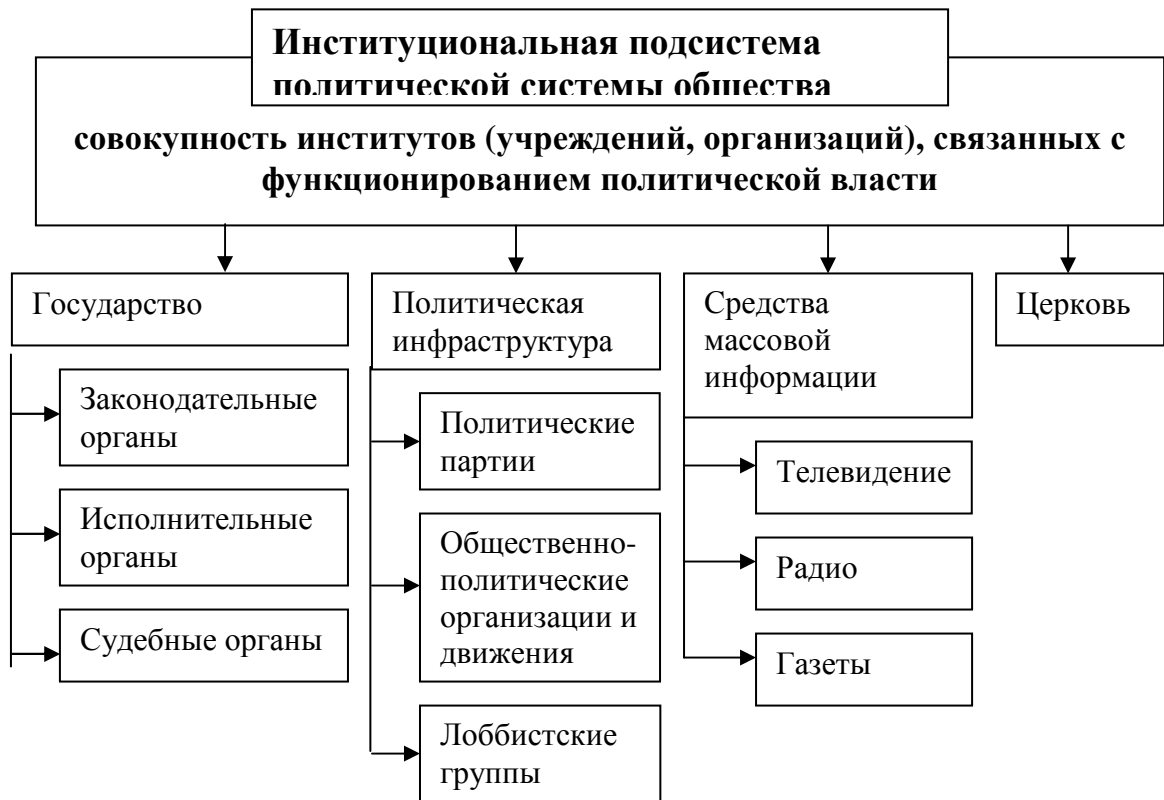 Институциональная подсистема
политической системы общества
совокупность институтов (учреждений, организаций), связанных с
функционированием политической власти
Государство
Законодательные
органы
Исполнительные
органы
Судебные органы
Политическая
инфраструктура
Политические
партии
Общественно-
политические
организации и
движения
Лоббистские
группы
Средства
массовой
информации
Телевидение
Радио
Газеты
Церковь